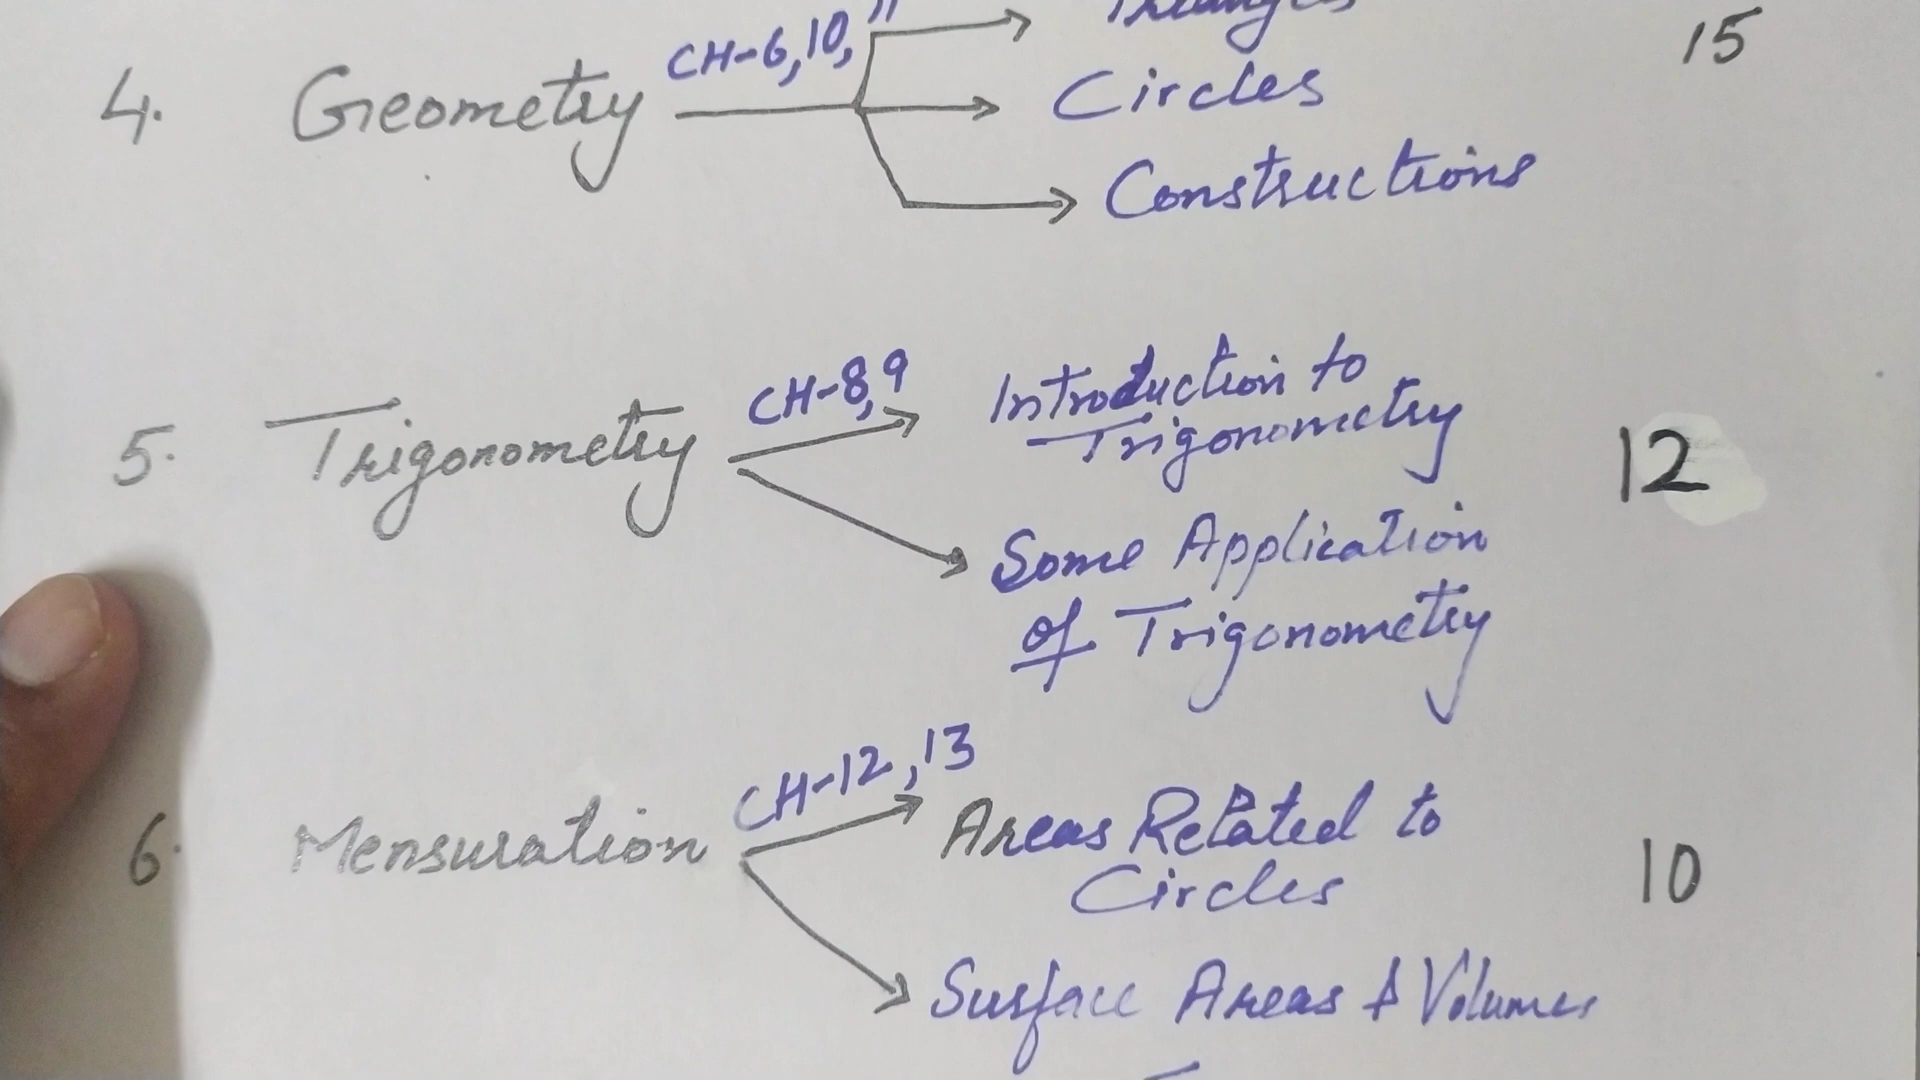 CH-6,10,11 Triangles 15
4. Geometry Circles
Constructions
CH-8,9 Introduction to
5. Trigonometry Trigonometry 12
Some Application
of Trigonometry
CH-12,13 Areas Related to
6. Mensuration Circles 10
Surface Areas & Volumes